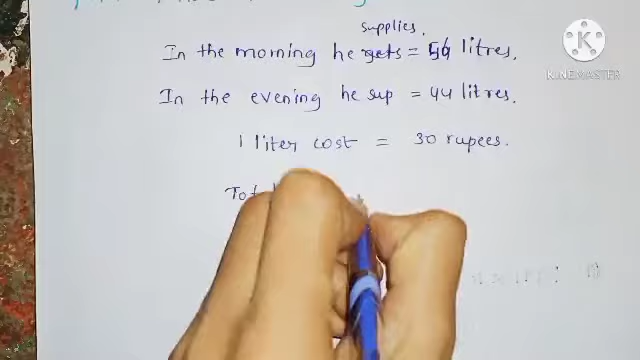 supplies.
In the morning he gets = 54 litres.
In the evening he sup = 44 litres.
1 liter cost = 30 rupees.
KINEMASTER